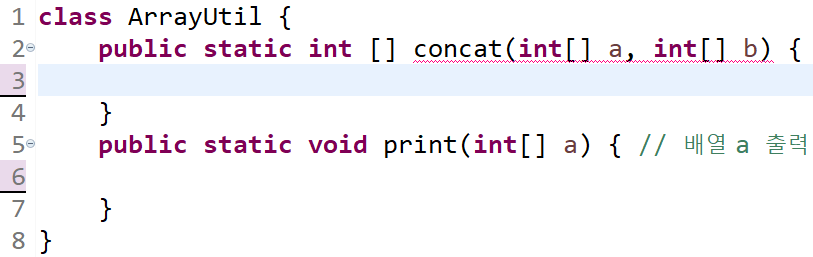 1 class ArrayUtil {
2 public static int [] concat(int[] a, int[] b) {
3
4 }
5 public static void print(int[] a) { // 배열 a 출력
6
7 }
8 }